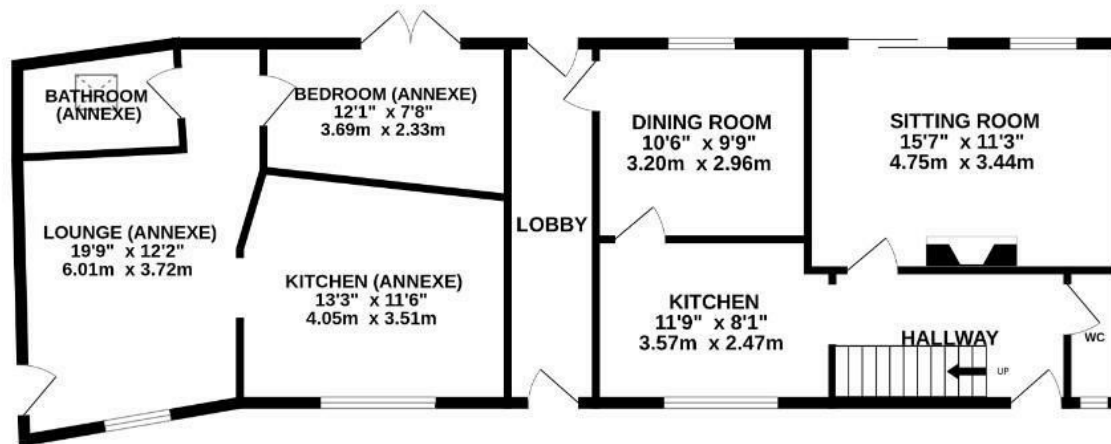 BATHROOM
(ANNEXE)
BEDROOM (ANNEXE)
12'1" x 7'8"
3.69m x 2.33m
LOUNGE (ANNEXE)
19'9" x 12'2"
6.01m x 3.72m
KITCHEN (ANNEXE)
13'3" x 11'6"
4.05m x 3.51m
LOBBY
DINING ROOM
10'6" x 9'9"
3.20m x 2.96m
SITTING ROOM
15'7" x 11'3"
4.75m x 3.44m
KITCHEN
11'9" x 8'1"
3.57m x 2.47m
HALLWAY
UP
WC